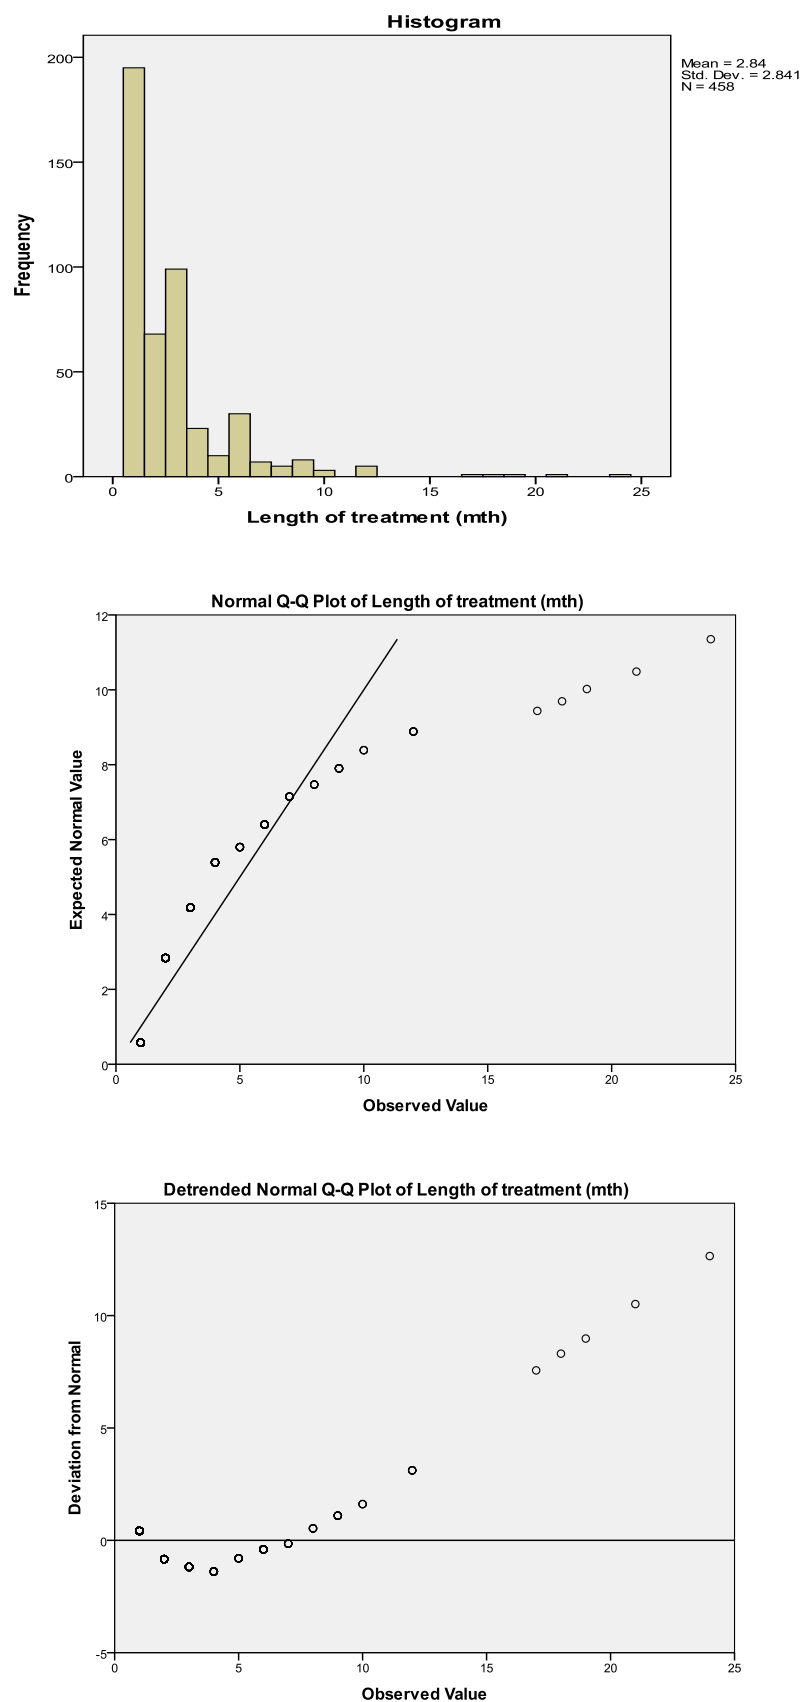 Histogram
Mean = 2.84
Std. Dev. = 2.841
N = 458
200
150
100
50
0
Frequency
0 5 10 15 20 25
Length of treatment (mth)
Normal Q-Q Plot of Length of treatment (mth)
12
10
8
6
4
2
0
Expected Normal Value
0 5 10 15 20 25
Observed Value
Detrended Normal Q-Q Plot of Length of treatment (mth)
15
10
5
0
-5
Deviation from Normal
0 5 10 15 20 25
Observed Value